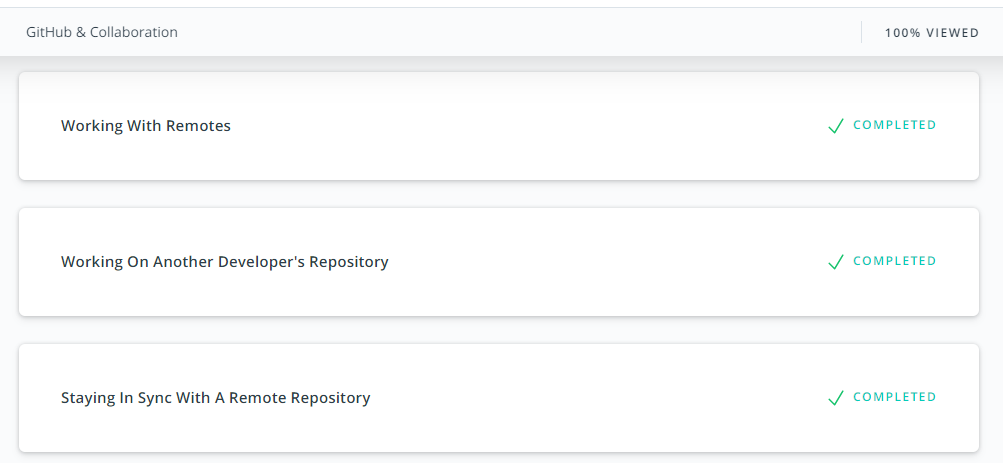 GitHub & Collaboration
100% VIEWED
Working With Remotes
COMPLETED
Working On Another Developer's Repository
COMPLETED
Staying In Sync With A Remote Repository
COMPLETED